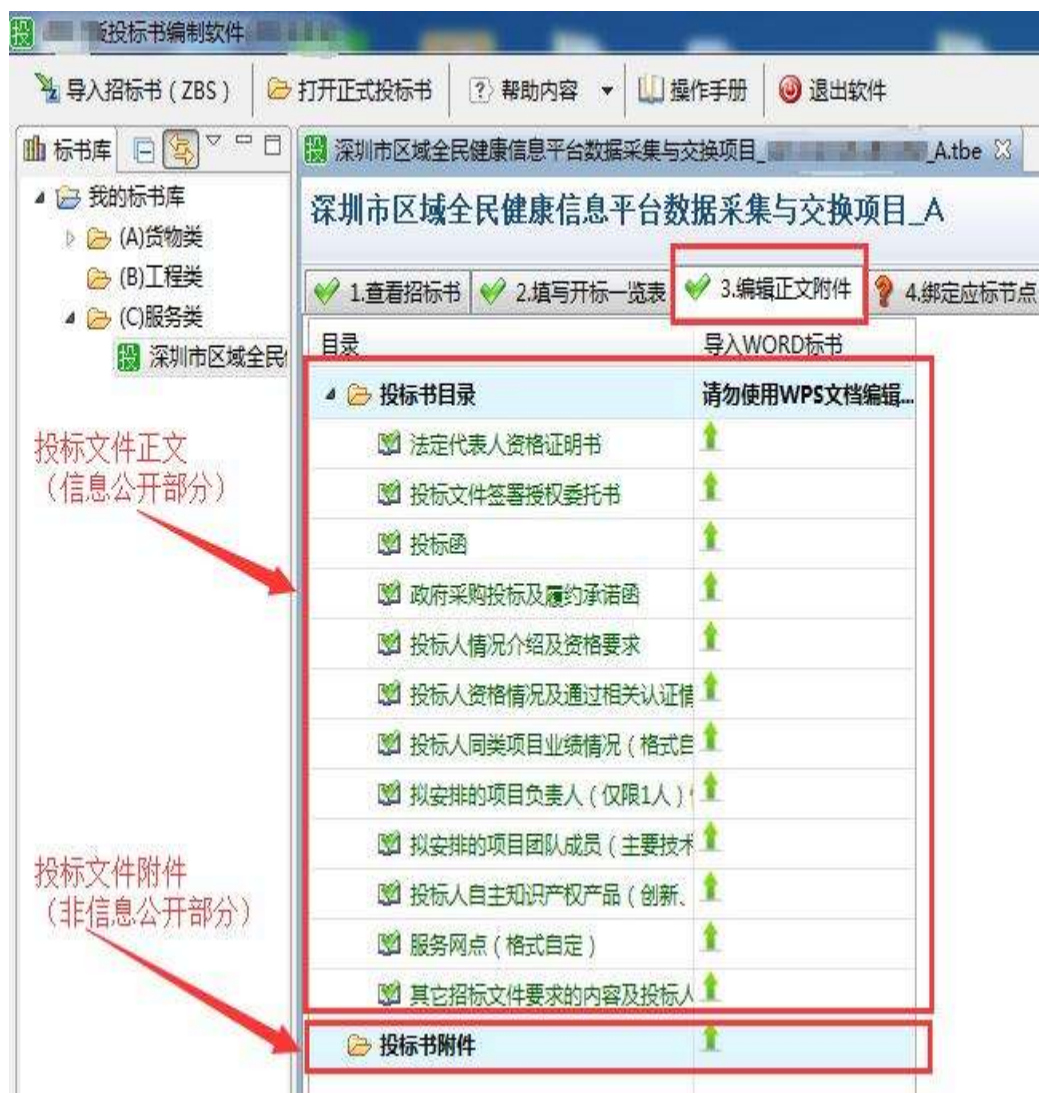 投 版投标书编制软件
导入招标书（ZBS） 打开正式投标书 帮助内容 操作手册 退出软件
标书库
投 深圳市区域全民健康信息平台数据采集与交换项目_ _A.tbe
我的标书库
(A)货物类
(B)工程类
(C)服务类
投 深圳市区域全民
深圳市区域全民健康信息平台数据采集与交换项目_A
1.查看招标书 2.填写开标一览表 3.编辑正文附件 4.绑定应标节点
目录 导入WORD标书
投标书目录 请勿使用WPS文档编辑...
法定代表人资格证明书
投标文件签署授权委托书
投标函
政府采购投标及履约承诺函
投标人情况介绍及资格要求
投标人资格情况及通过相关认证情
投标人同类项目业绩情况（格式自
拟安排的项目负责人（仅限1人）
拟安排的项目团队成员（主要技术
投标人自主知识产权产品（创新、
服务网点（格式自定）
其它招标文件要求的内容及投标人
投标书附件
投标文件正文
（信息公开部分）
投标文件附件
（非信息公开部分）